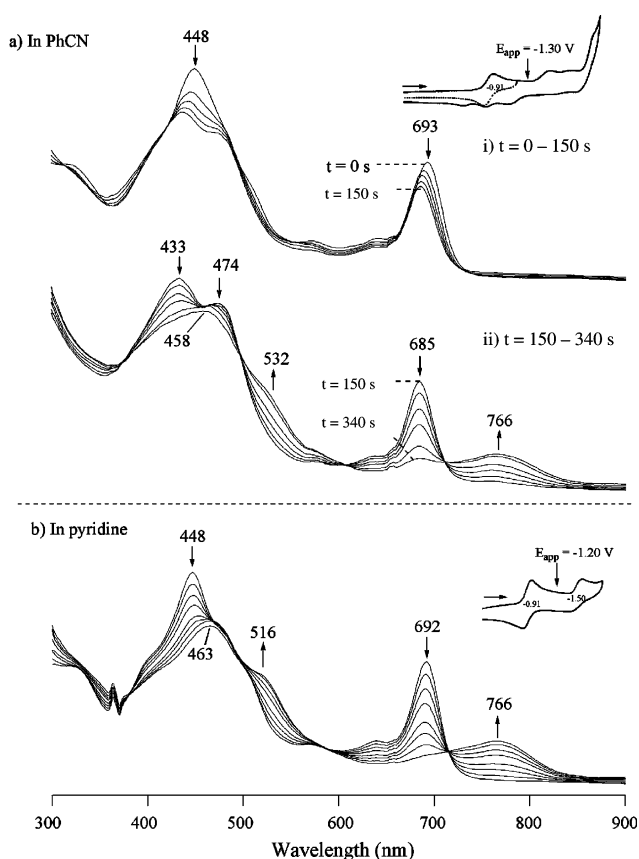 a) In PhCN
448
E_app = -1.30 V
-0.91
693
i) t = 0 – 150 s
t = 0 s
t = 150 s
433
474
458
532
685
ii) t = 150 – 340 s
t = 150 s
t = 340 s
766
b) In pyridine
448
E_app = -1.20 V
-0.91
-1.50
463
516
692
766
300 400 500 600 700 800 900
Wavelength (nm)